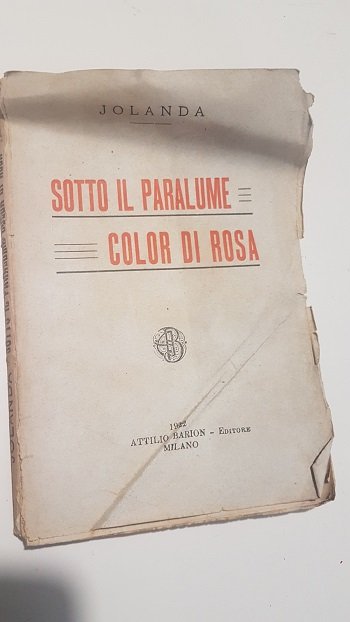 JOLANDA
SOTTO IL PARALUME
COLOR DI ROSA
1922
ATTILIO BARION - EDITORE
MILANO